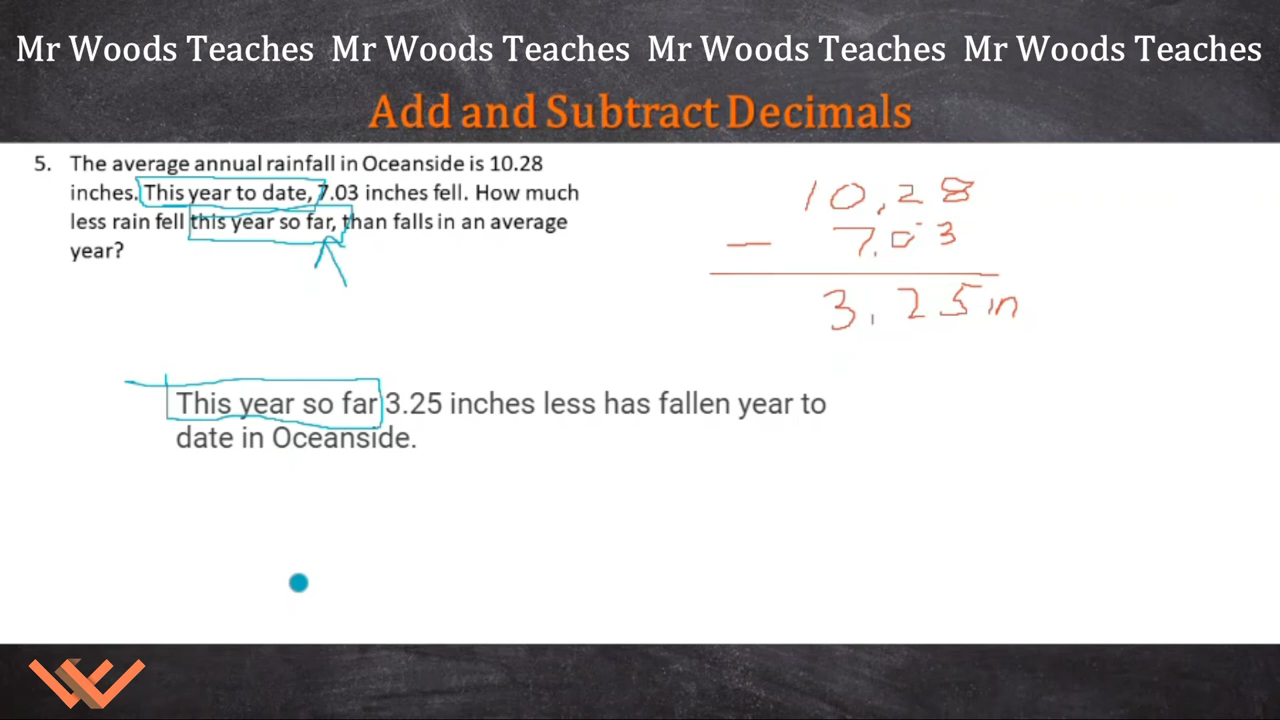 Mr Woods Teaches Mr Woods Teaches Mr Woods Teaches Mr Woods Teaches
Add and Subtract Decimals
5. The average annual rainfall in Oceanside is 10.28
inches. This year to date, 7.03 inches fell. How much
less rain fell this year so far, than falls in an average
year?
10.28
- 7.03
3.25in
This year so far 3.25 inches less has fallen year to
date in Oceanside.